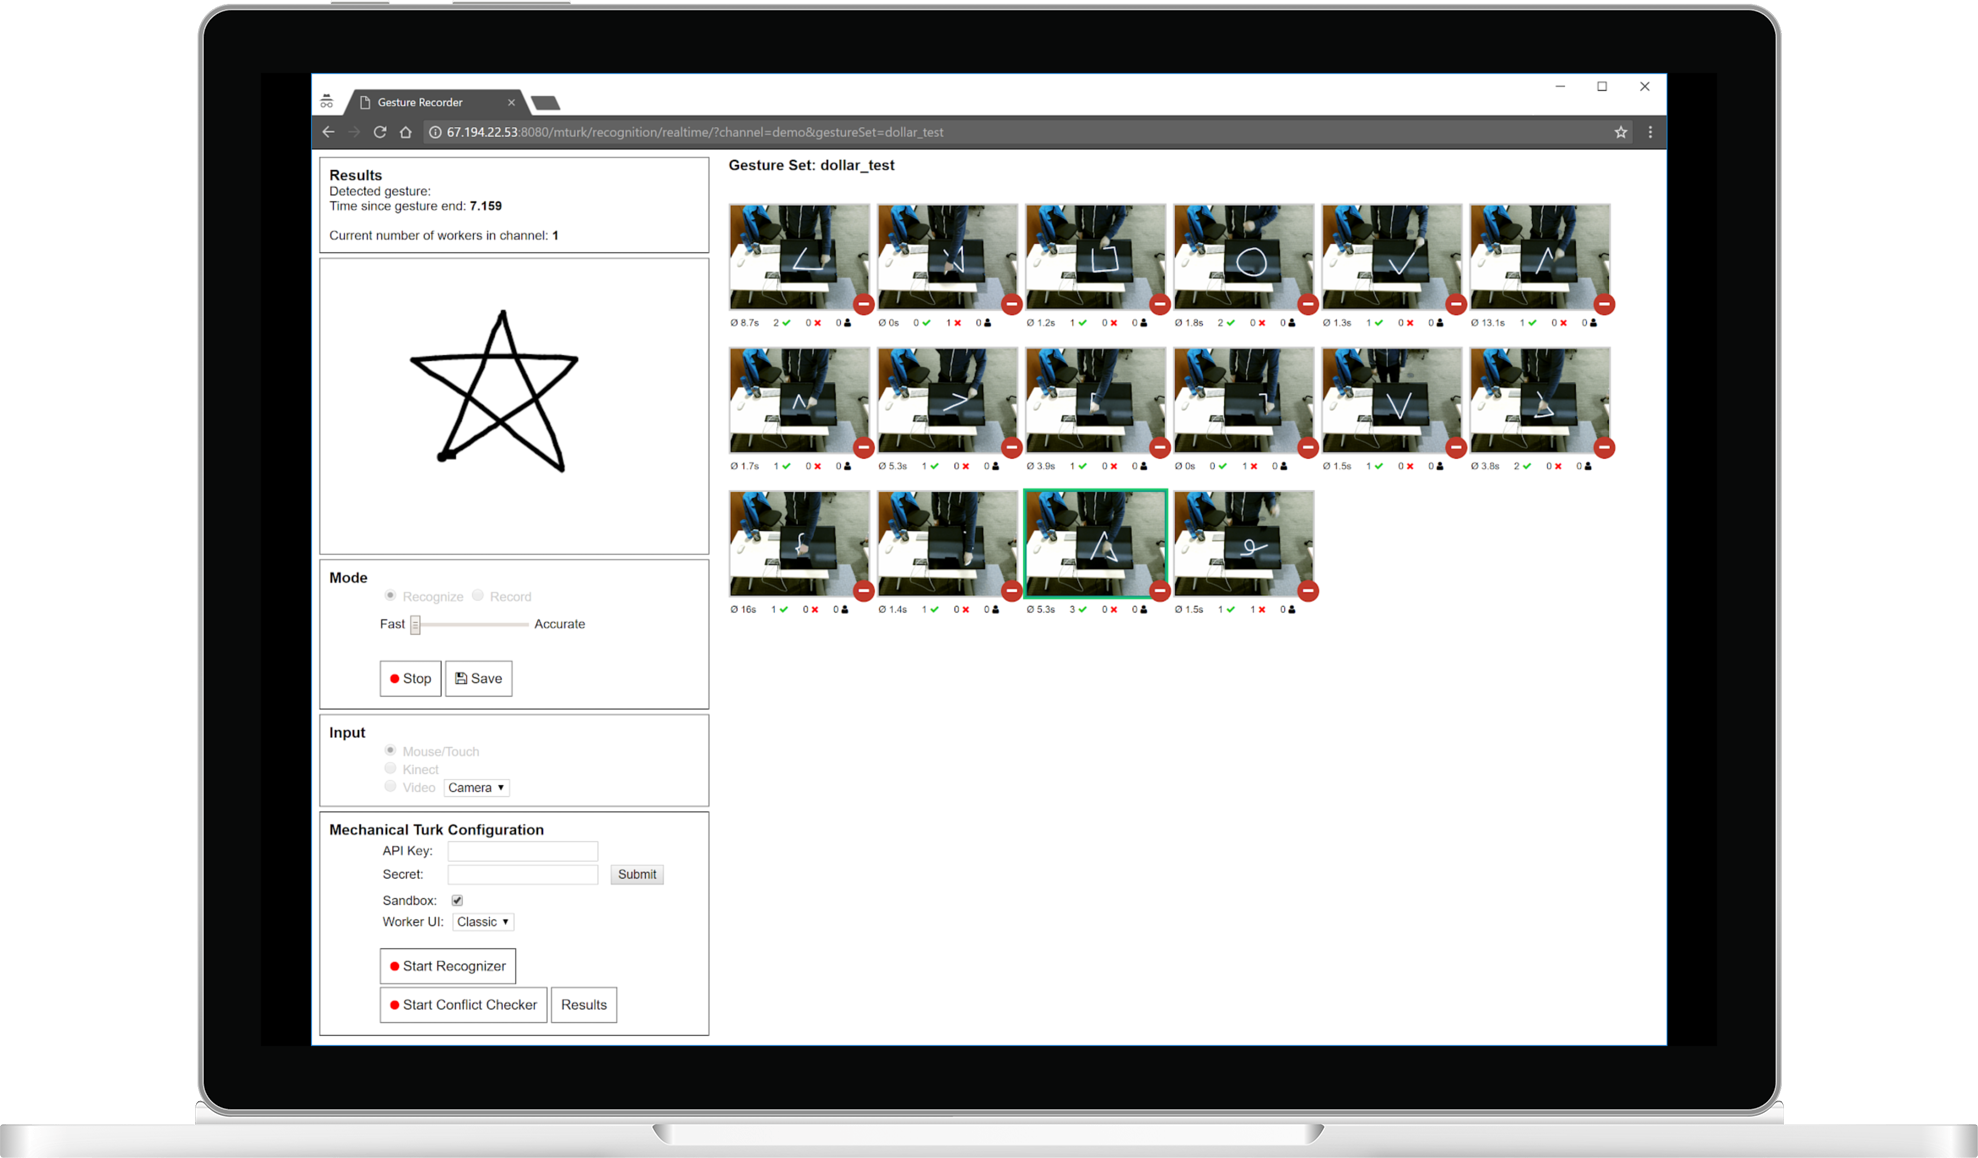 Gesture Recorder
67.194.22.53:8080/mturk/recognition/realtime/?channel=demo&gestureSet=dollar_test
Results
Detected gesture:
Time since gesture end: 7.159
Current number of workers in channel: 1
Mode
Recognize Record
Fast Accurate
Stop Save
Input
Mouse/Touch
Kinect
Video Camera
Mechanical Turk Configuration
API Key:
Secret: Submit
Sandbox:
Worker UI: Classic
Start Recognizer
Start Conflict Checker Results
Gesture Set: dollar_test
Ø 8.7s 2 0 0 Ø 0s 0 1 0 Ø 1.2s 1 0 0 Ø 1.8s 2 0 0 Ø 1.3s 1 0 0 Ø 13.1s 1 0 0
Ø 1.7s 1 0 0 Ø 5.3s 1 0 0 Ø 3.9s 1 0 0 Ø 0s 0 1 0 Ø 1.5s 1 0 0 Ø 3.8s 2 0 0
Ø 16s 1 0 0 Ø 1.4s 1 0 0 Ø 5.3s 3 0 0 Ø 1.5s 1 1 0